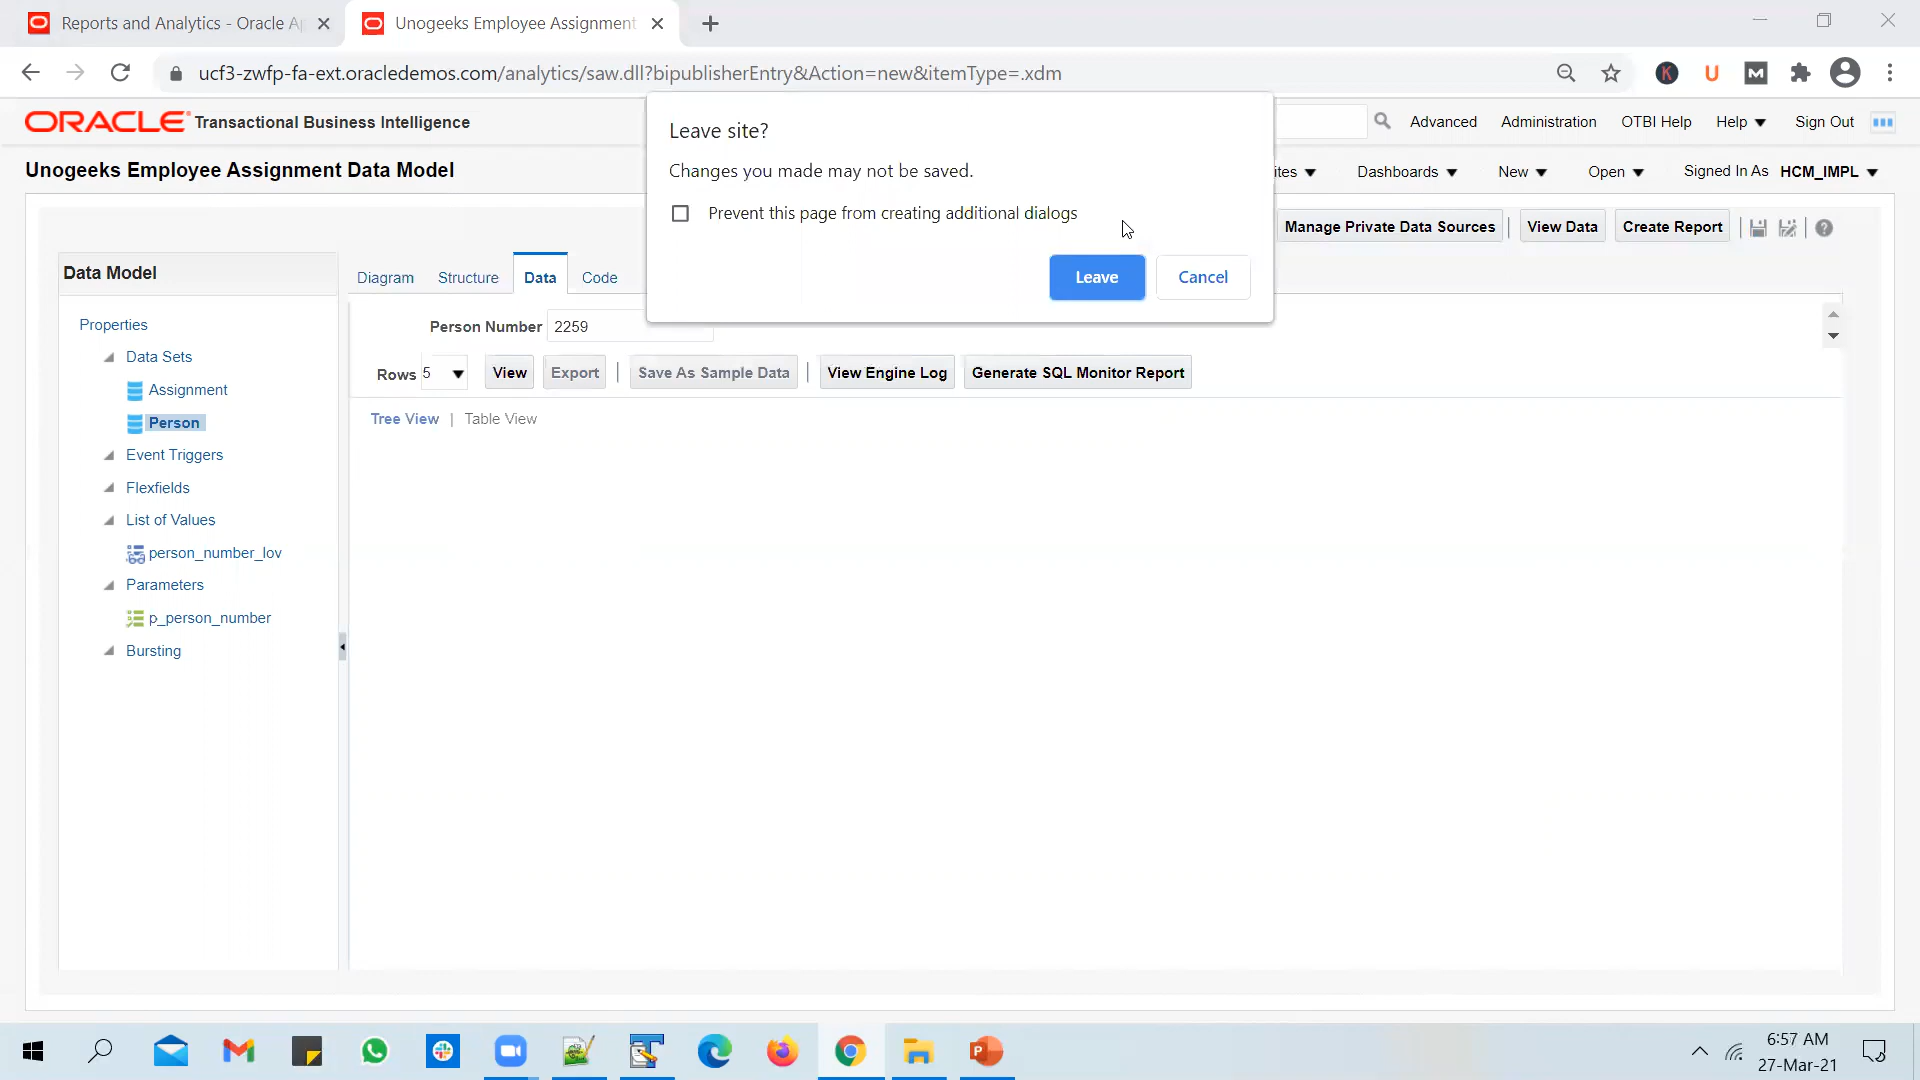 Reports and Analytics - Oracle Ap
Unogeeks Employee Assignment
ucf3-zwfp-fa-ext.oracledemos.com/analytics/saw.dll?bipublisherEntry&Action=new&itemType=.xdm
K U M
ORACLE Transactional Business Intelligence
Advanced Administration OTBI Help Help Sign Out
Unogeeks Employee Assignment Data Model
ites Dashboards New Open Signed In As HCM_IMPL
Leave site?
Changes you made may not be saved.
Prevent this page from creating additional dialogs
Leave Cancel
Manage Private Data Sources View Data Create Report
Data Model
Diagram Structure Data Code
Person Number 2259
Rows 5 View Export | Save As Sample Data | View Engine Log Generate SQL Monitor Report
Tree View | Table View
Properties
Data Sets
Assignment
Person
Event Triggers
Flexfields
List of Values
person_number_lov
Parameters
p_person_number
Bursting
6:57 AM
27-Mar-21